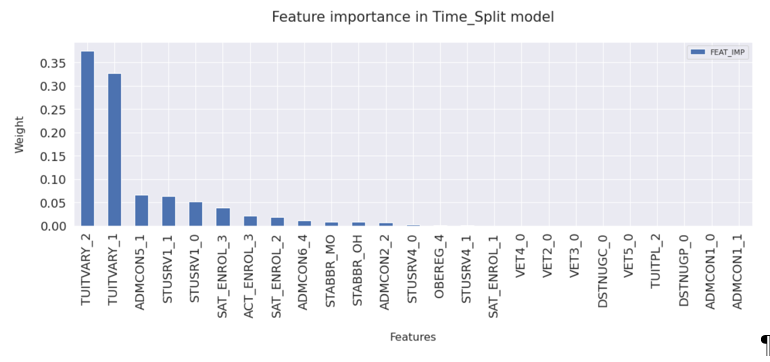 Feature importance in Time_Split model
FEAT_IMP
Weight
0.35
0.30
0.25
0.20
0.15
0.10
0.05
0.00
TUITVARY_2
TUITVARY_1
ADMCON5_1
STUSRV1_1
STUSRV1_0
SAT_ENROL_3
ACT_ENROL_3
SAT_ENROL_2
ADMCON6_4
STABBR_MO
STABBR_OH
ADMCON2_2
STUSRV4_0
OBEREG_4
STUSRV4_1
SAT_ENROL_1
VET4_0
VET2_0
VET3_0
DSTNUGC_0
VET5_0
TUITPL_2
DSTNUGP_0
ADMCON1_0
ADMCON1_1
Features
¶